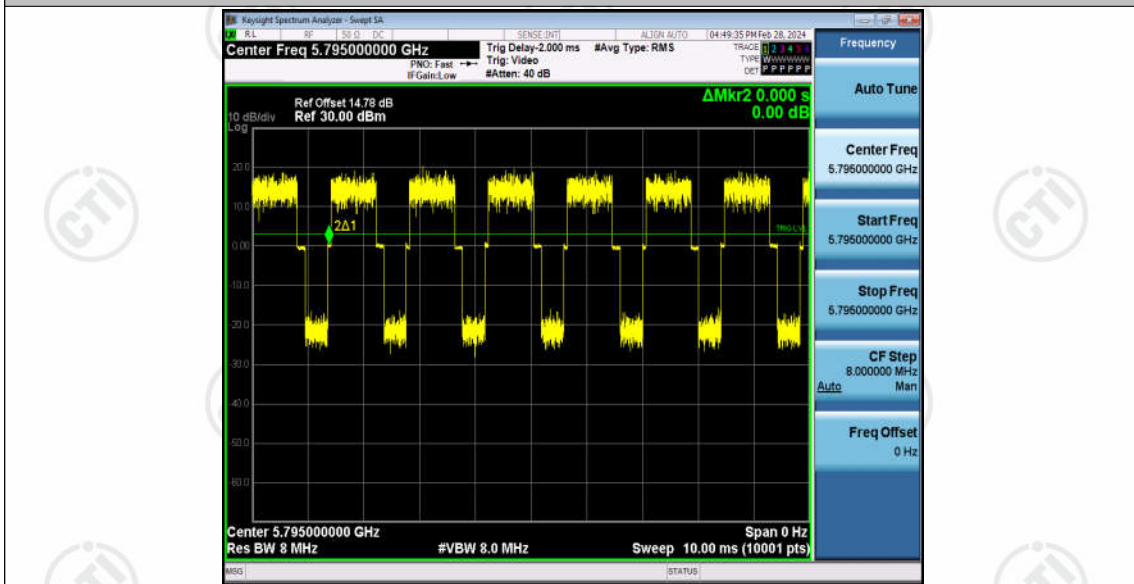 Keysight Spectrum Analyzer - Swept SA
RL RF 50 Ω DC SENSE:INT ALIGN AUTO 04:49:35 PM Feb 28, 2024
Center Freq 5.795000000 GHz
PNO: Fast
IFGain:Low
Trig Delay-2.000 ms
Trig: Video
#Atten: 40 dB
#Avg Type: RMS
TRACE 1 2 3 4 5 6
TYPE WWWWWW
DET P P P P P P
Frequency
Ref Offset 14.78 dB
10 dB/div Ref 30.00 dBm
Log
ΔMkr2 0.000 s
0.00 dB
20.0
10.0
0.00
-10.0
-20.0
-30.0
-40.0
-50.0
-60.0
2Δ1
TRIG LVL
Center 5.795000000 GHz Span 0 Hz
Res BW 8 MHz #VBW 8.0 MHz Sweep 10.00 ms (10001 pts)
MSG STATUS
Auto Tune
Center Freq
5.795000000 GHz
Start Freq
5.795000000 GHz
Stop Freq
5.795000000 GHz
CF Step
8.000000 MHz
Auto Man
Freq Offset
0 Hz
CTI
CTI
CTI
CTI